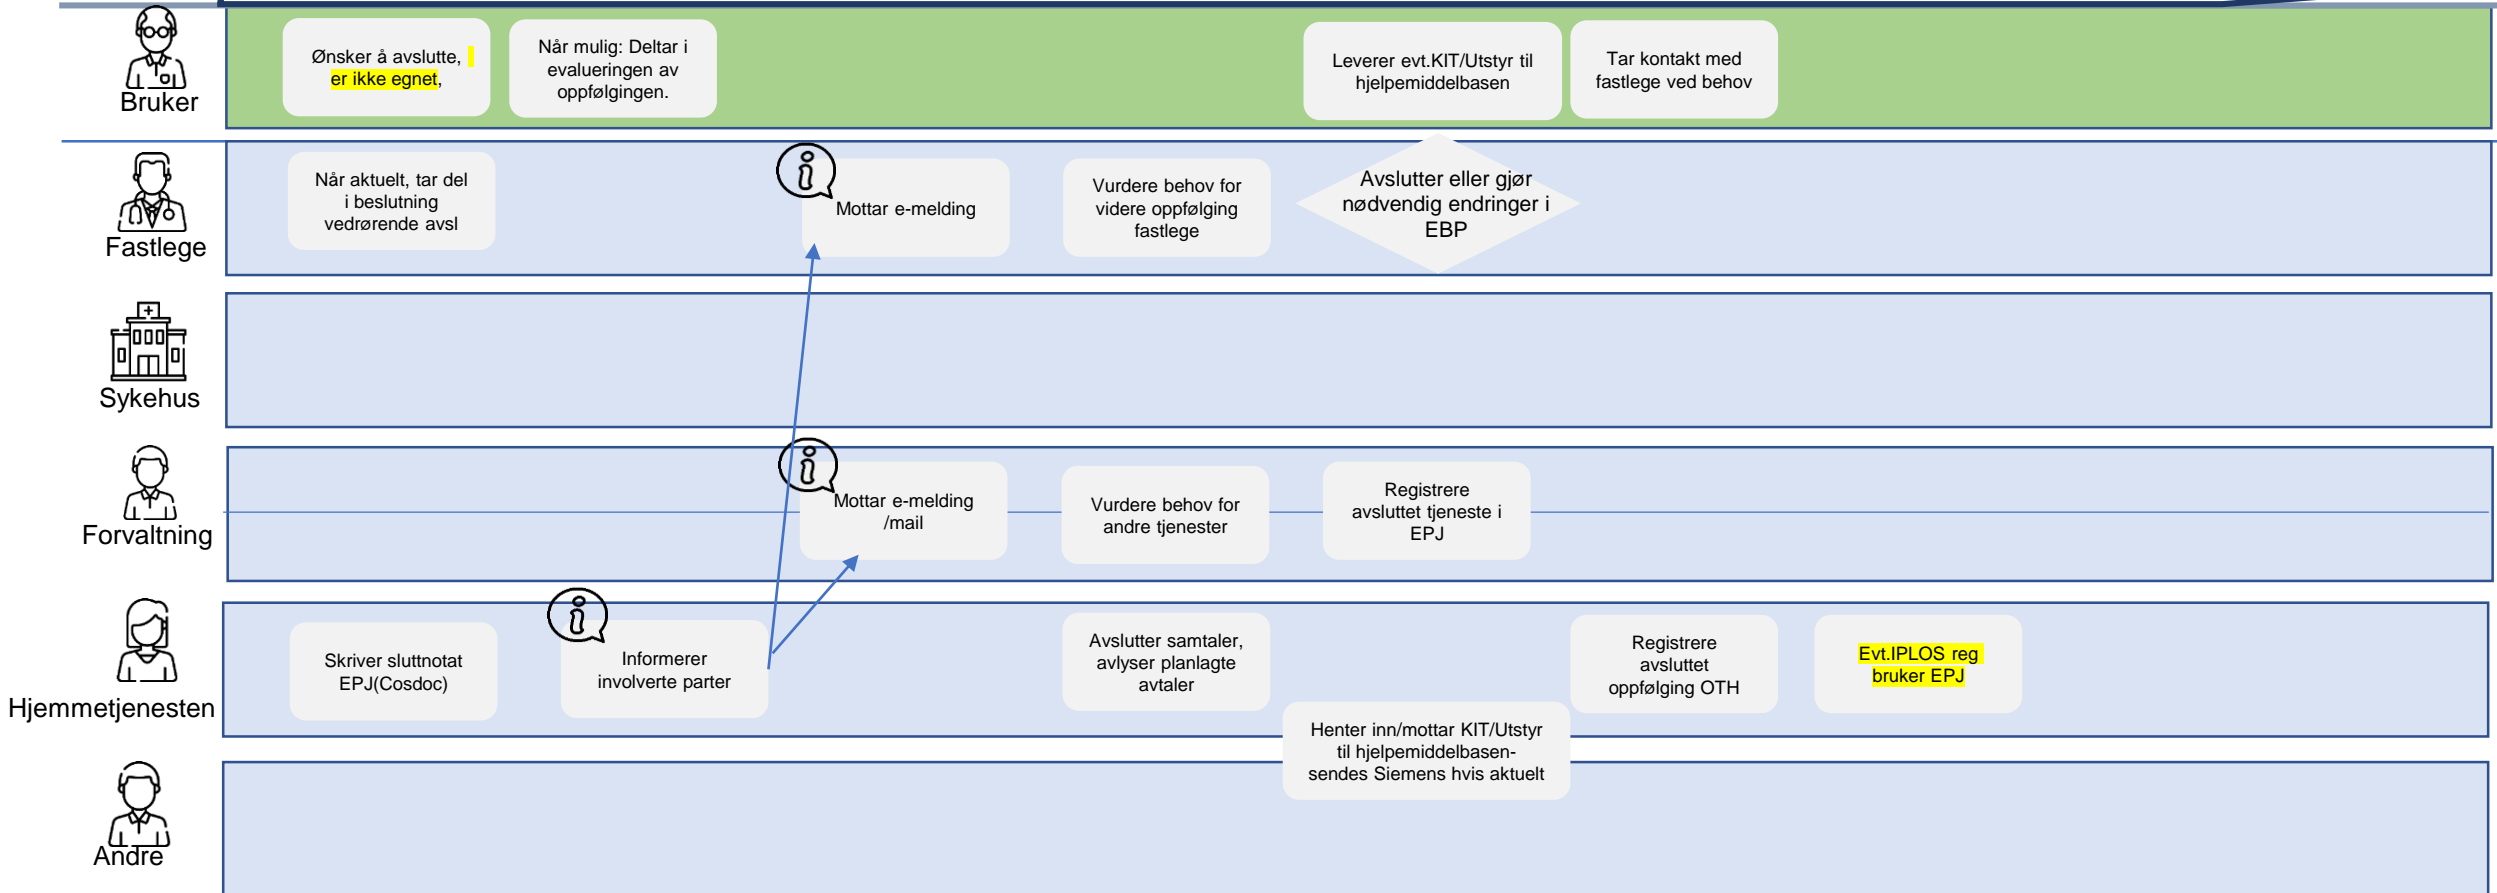 Bruker
Ønsker å avslutte,
er ikke egnet,
Når mulig: Deltar i
evalueringen av
oppfølgingen.
Leverer evt.KIT/Utstyr til
hjelpemiddelbasen
Tar kontakt med
fastlege ved behov
Fastlege
Når aktuelt, tar del
i beslutning
vedrørende avsl
Mottar e-melding
Vurdere behov for
videre oppfølging
fastlege
Avslutter eller gjør
nødvendig endringer i
EBP
Sykehus
Forvaltning
Mottar e-melding
/mail
Vurdere behov for
andre tjenester
Registrere
avsluttet tjeneste i
EPJ
Hjemmetjenesten
Skriver sluttnotat
EPJ(Cosdoc)
Informerer
involverte parter
Avslutter samtaler,
avlyser planlagte
avtaler
Henter inn/mottar KIT/Utstyr
til hjelpemiddelbasen-
sendes Siemens hvis aktuelt
Registrere
avsluttet
oppfølging OTH
Evt.IPLOS reg
bruker EPJ
Andre